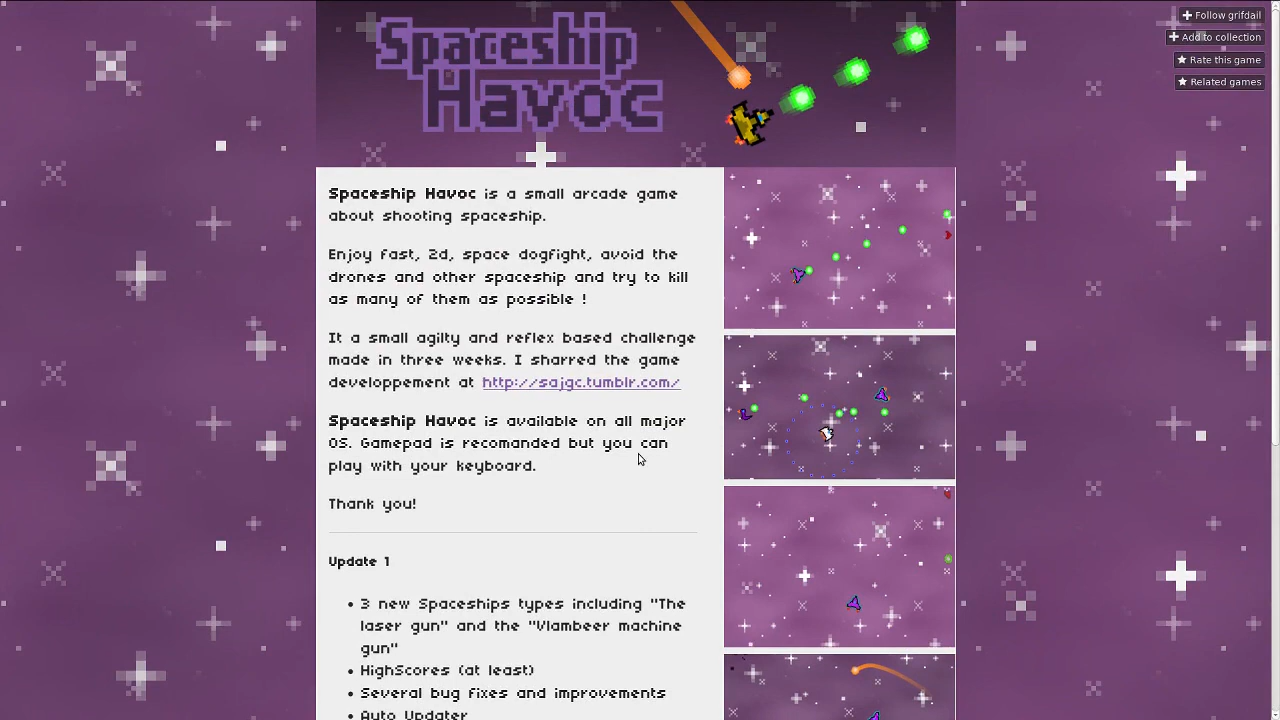 Spaceship
Havoc
Follow grifdail
Add to collection
Rate this game
Related games
Spaceship Havoc is a small arcade game
about shooting spaceship.
Enjoy fast, 2d, space dogfight, avoid the
drones and other spaceship and try to kill
as many of them as possible !
It a small agilty and reflex based challenge
made in three weeks. I sharred the game
developpement at http://sajgc.tumblr.com/
Spaceship Havoc is available on all major
OS. Gamepad is recomanded but you can
play with your keyboard.
Thank you!
Update 1
• 3 new Spaceships types including "The
laser gun" and the "Vlambeer machine
gun"
• HighScores (at least)
• Several bug fixes and improvements
• Auto Updater